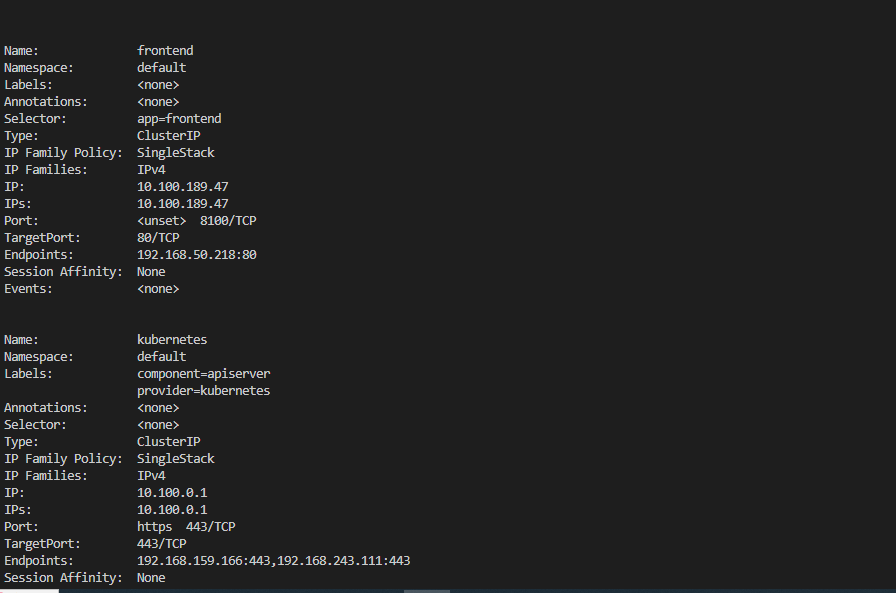 Name:              frontend
Namespace:         default
Labels:            <none>
Annotations:       <none>
Selector:          app=frontend
Type:              ClusterIP
IP Family Policy:  SingleStack
IP Families:       IPv4
IP:                10.100.189.47
IPs:               10.100.189.47
Port:              <unset>  8100/TCP
TargetPort:        80/TCP
Endpoints:         192.168.50.218:80
Session Affinity:  None
Events:            <none>
Name:              kubernetes
Namespace:         default
Labels:            component=apiserver
                   provider=kubernetes
Annotations:       <none>
Selector:          <none>
Type:              ClusterIP
IP Family Policy:  SingleStack
IP Families:       IPv4
IP:                10.100.0.1
IPs:               10.100.0.1
Port:              https  443/TCP
TargetPort:        443/TCP
Endpoints:         192.168.159.166:443,192.168.243.111:443
Session Affinity:  None